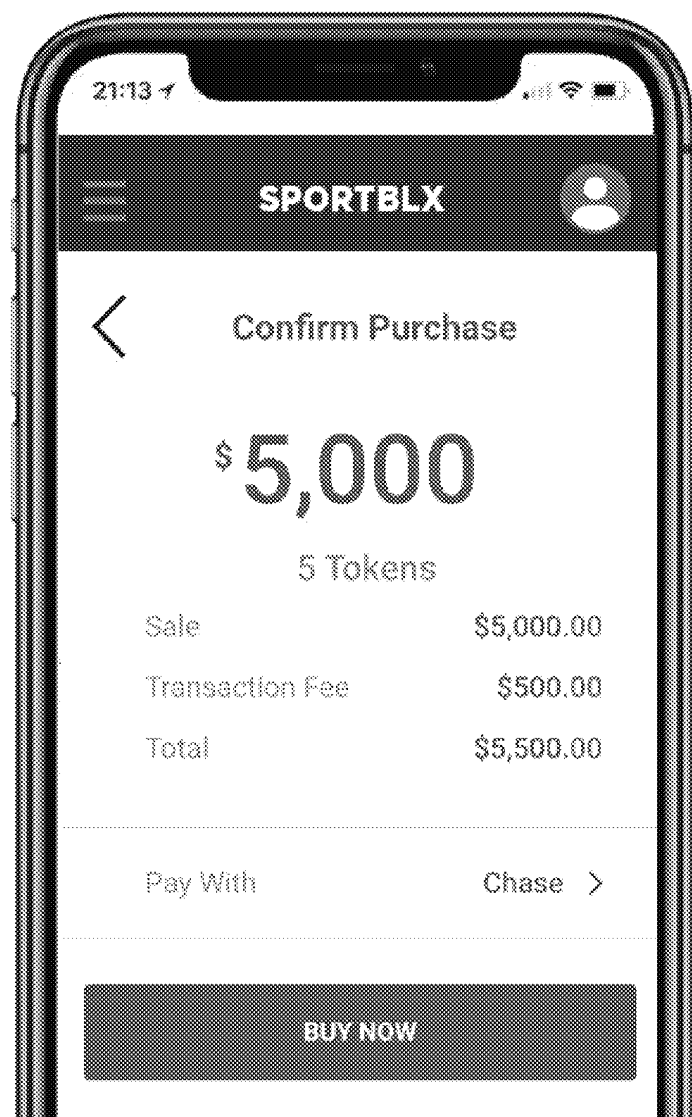 21:13
SPORTBLX
Confirm Purchase
$5,000
5 Tokens
Sale $5,000.00
Transaction Fee $500.00
Total $5,500.00
Pay With Chase >
BUY NOW